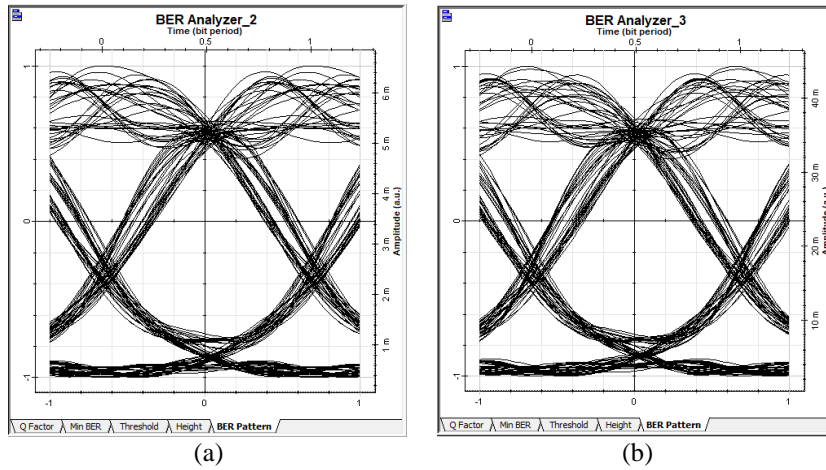 BER Analyzer_2
Time (bit period)
0 0.5 1
1
0
-1
6 m
5 m
4 m
3 m
2 m
1 m
Amplitude (a.u.)
-1 0 1
Q Factor Min BER Threshold Height BER Pattern
(a)
BER Analyzer_3
Time (bit period)
0 0.5 1
1
0
-1
40 m
30 m
20 m
10 m
Amplitude (a.u.)
-1 0 1
Q Factor Min BER Threshold Height BER Pattern
(b)